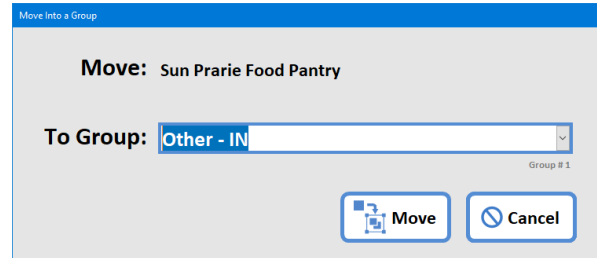 Move Into a Group
Move: Sun Prarie Food Pantry
To Group: Other - IN
Group # 1
Move Cancel